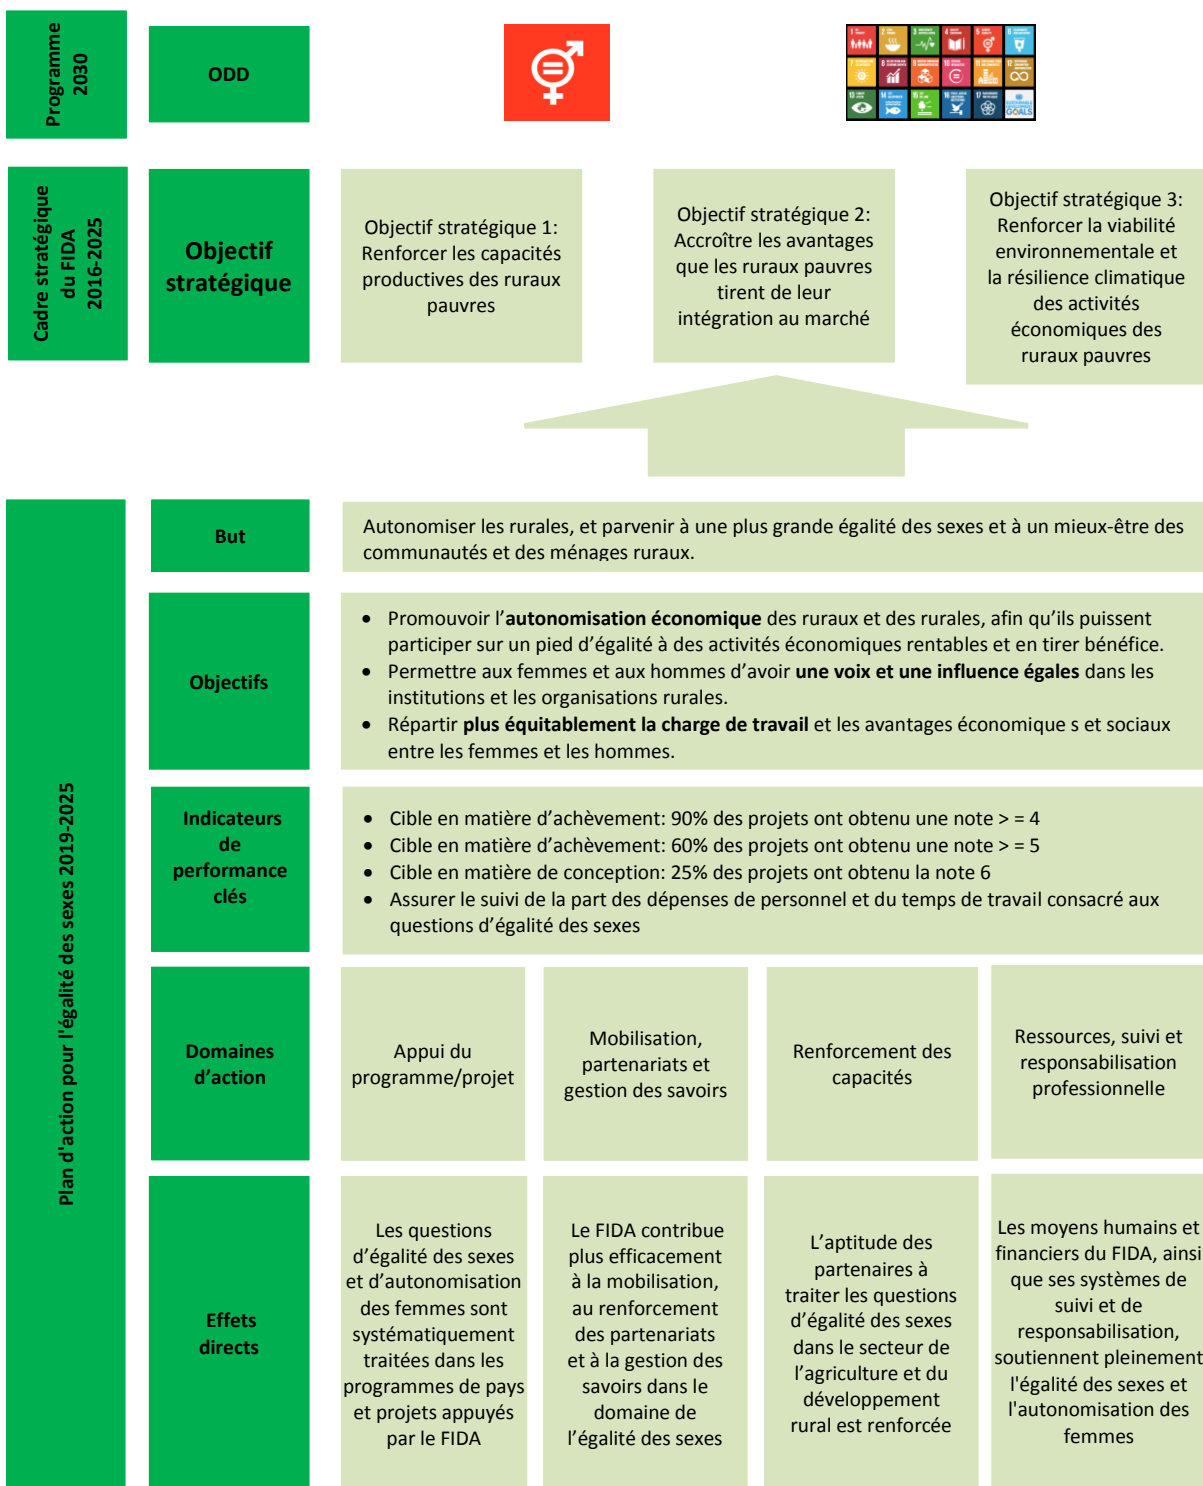 Programme
2030
ODD
Cadre stratégique
du FIDA
2016-2025
Objectif
stratégique
Objectif stratégique 1:
Renforcer les capacités
productives des ruraux
pauvres
Objectif stratégique 2:
Accroître les avantages
que les ruraux pauvres
tirent de leur
intégration au marché
Objectif stratégique 3:
Renforcer la viabilité
environnementale et
la résilience climatique
des activités
économiques des
ruraux pauvres
Plan d'action pour l'égalité des sexes 2019-2025
But
Autonomiser les rurales, et parvenir à une plus grande égalité des sexes et à un mieux-être des
communautés et des ménages ruraux.
Objectifs
• Promouvoir l’autonomisation économique des ruraux et des rurales, afin qu’ils puissent
participer sur un pied d’égalité à des activités économiques rentables et en tirer bénéfice.
• Permettre aux femmes et aux hommes d’avoir une voix et une influence égales dans les
institutions et les organisations rurales.
• Répartir plus équitablement la charge de travail et les avantages économique s et sociaux
entre les femmes et les hommes.
Indicateurs
de
performance
clés
• Cible en matière d’achèvement: 90% des projets ont obtenu une note > = 4
• Cible en matière d’achèvement: 60% des projets ont obtenu une note > = 5
• Cible en matière de conception: 25% des projets ont obtenu la note 6
• Assurer le suivi de la part des dépenses de personnel et du temps de travail consacré aux
questions d’égalité des sexes
Domaines
d’action
Appui du
programme/projet
Mobilisation,
partenariats et
gestion des savoirs
Renforcement des
capacités
Ressources, suivi et
responsabilisation
professionnelle
Effets
directs
Les questions
d’égalité des sexes
et d’autonomisation
des femmes sont
systématiquement
traitées dans les
programmes de pays
et projets appuyés
par le FIDA
Le FIDA contribue
plus efficacement
à la mobilisation,
au renforcement
des partenariats
et à la gestion des
savoirs dans le
domaine de
l’égalité des sexes
L’aptitude des
partenaires à
traiter les questions
d’égalité des sexes
dans le secteur de
l’agriculture et du
développement
rural est renforcée
Les moyens humains et
financiers du FIDA, ainsi
que ses systèmes de
suivi et de
responsabilisation,
soutiennent pleinement
l'égalité des sexes et
l'autonomisation des
femmes